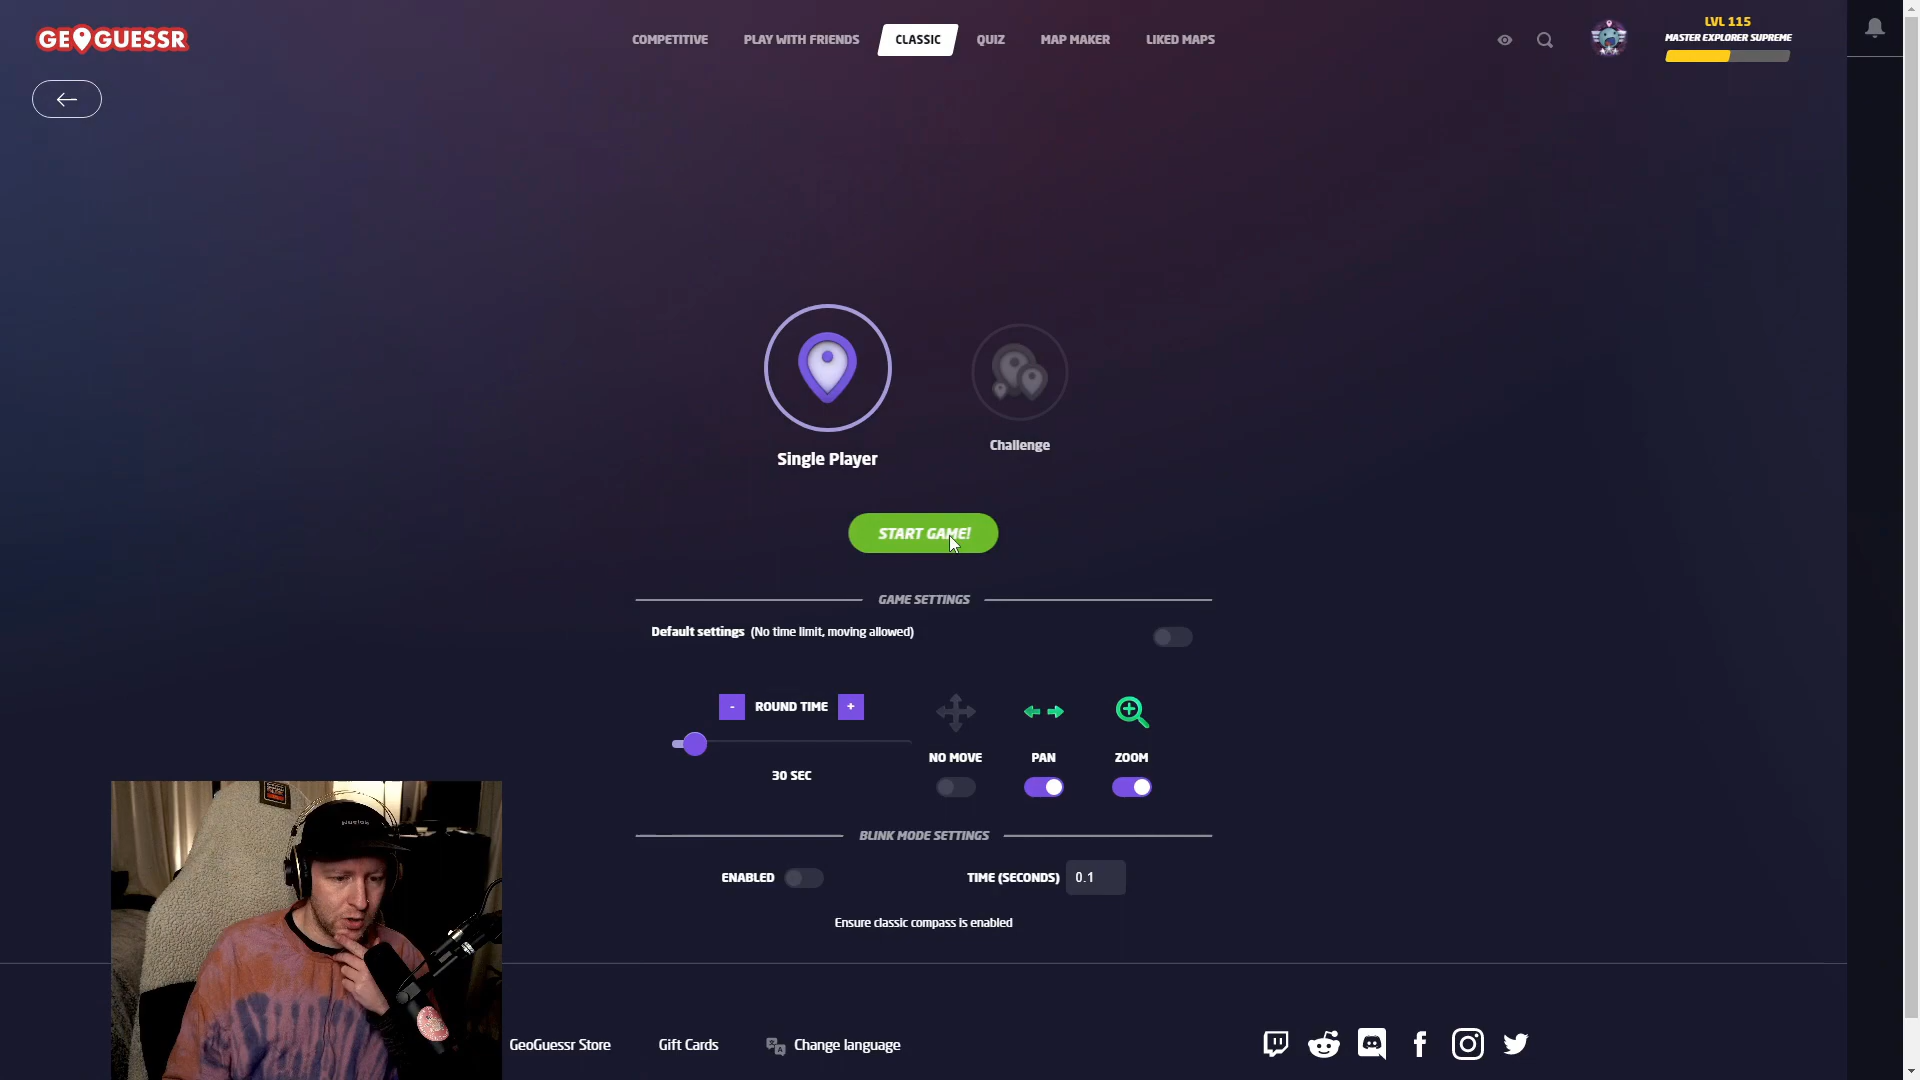 GEOGUESSR
COMPETITIVE
PLAY WITH FRIENDS
CLASSIC
QUIZ
MAP MAKER
LIKED MAPS
LVL 115
MASTER EXPLORER SUPREME
Single Player
Challenge
START GAME!
GAME SETTINGS
Default settings (No time limit, moving allowed)
- ROUND TIME +
30 SEC
NO MOVE
PAN
ZOOM
BLINK MODE SETTINGS
ENABLED
TIME (SECONDS) 0.1
Ensure classic compass is enabled
GeoGuessr Store
Gift Cards
Change language